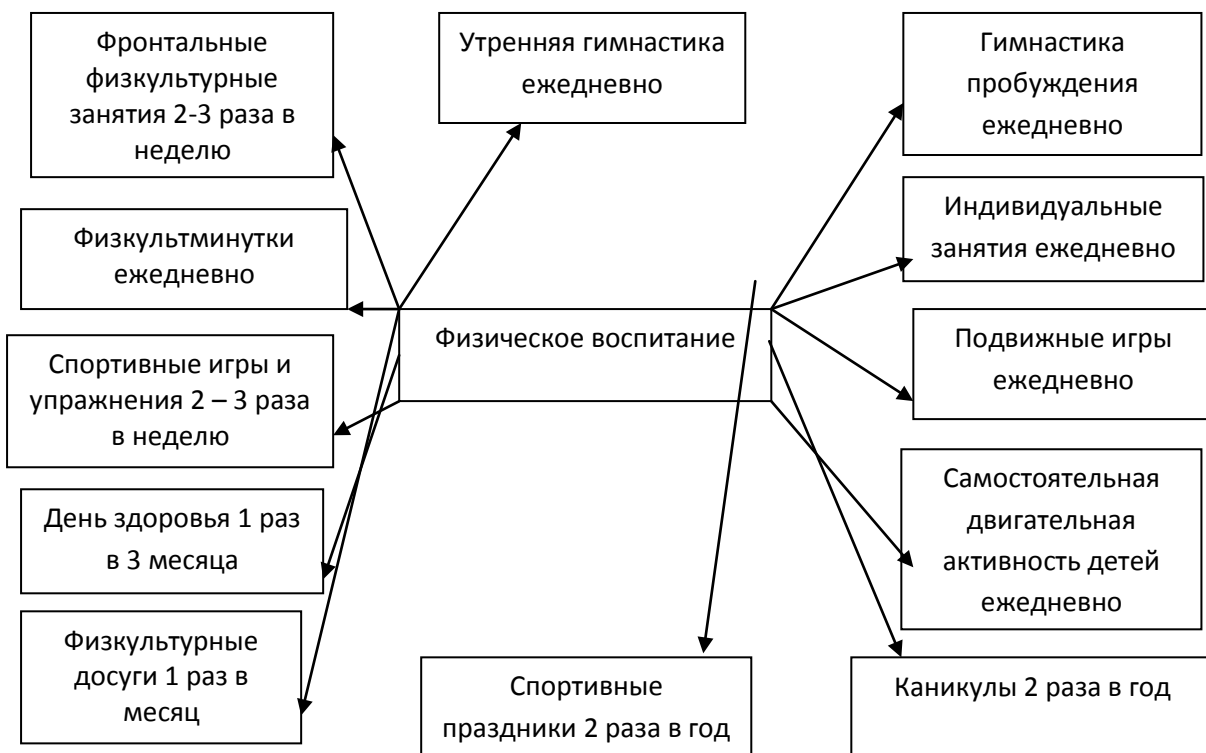 Фронтальные
физкультурные
занятия 2-3 раза в
неделю
Утренняя гимнастика
ежедневно
Гимнастика
пробуждения
ежедневно
Физкультминутки
ежедневно
Индивидуальные
занятия ежедневно
Физическое воспитание
Спортивные игры и
упражнения 2 – 3 раза
в неделю
Подвижные игры
ежедневно
День здоровья 1 раз
в 3 месяца
Самостоятельная
двигательная
активность детей
ежедневно
Физкультурные
досуги 1 раз в
месяц
Спортивные
праздники 2 раза в год
Каникулы 2 раза в год